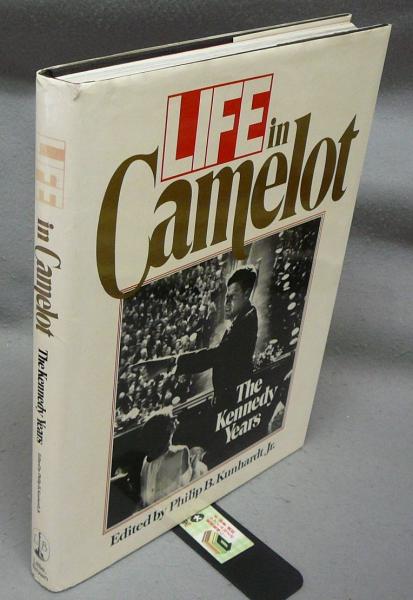 LIFE
in
Camelot
The
Kennedy
Years
Edited by Philip B. Kunhardt Jr.
LIFE
in Camelot
The Kennedy Years